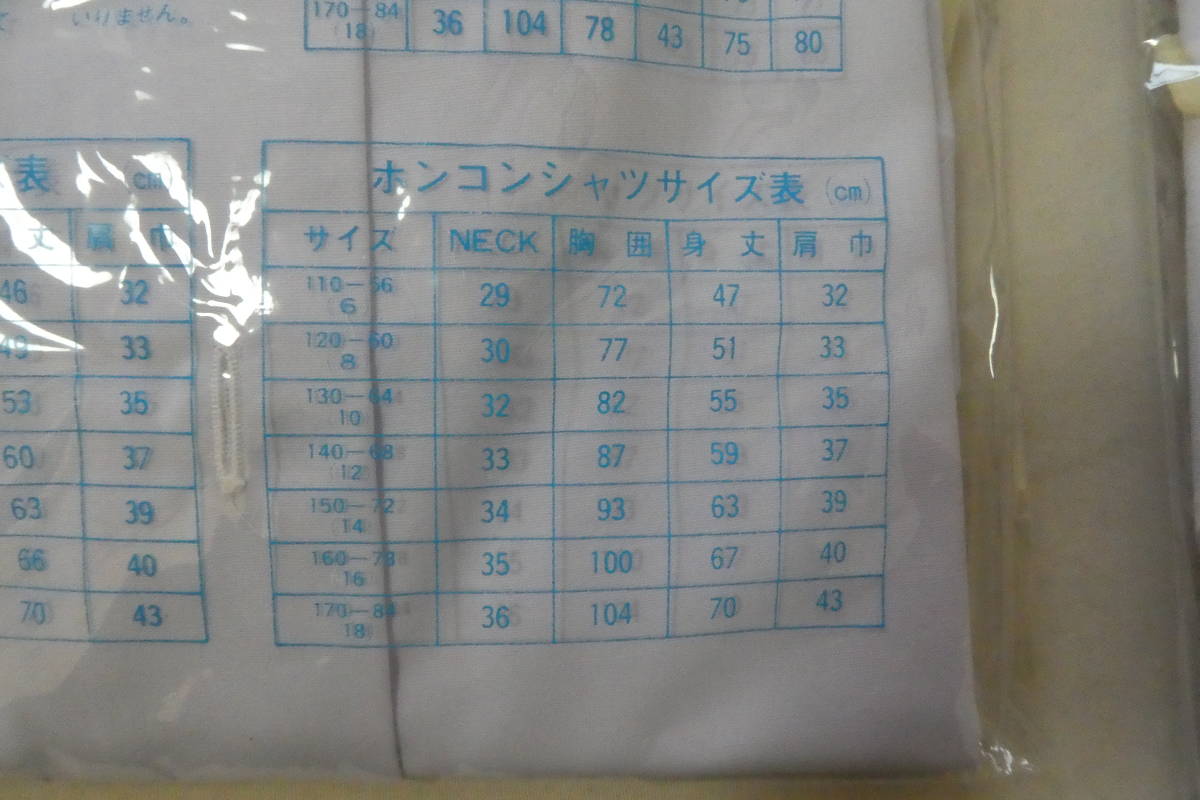 いりません。
170-84 36 104 78 43 75 80
(18)
表 cm
丈 肩 巾
46 32
49 33
53 35
60 37
63 39
66 40
70 43
ホンコンシャツサイズ表 (cm)
サイズ NECK 胸囲 身丈 肩巾
110-56 29 72 47 32
(6)
120-60 30 77 51 33
(8)
130-64 32 82 55 35
(10)
140-68 33 87 59 37
(12)
150-72 34 93 63 39
(14)
160-78 35 100 67 40
(16)
170-84 36 104 70 43
(18)